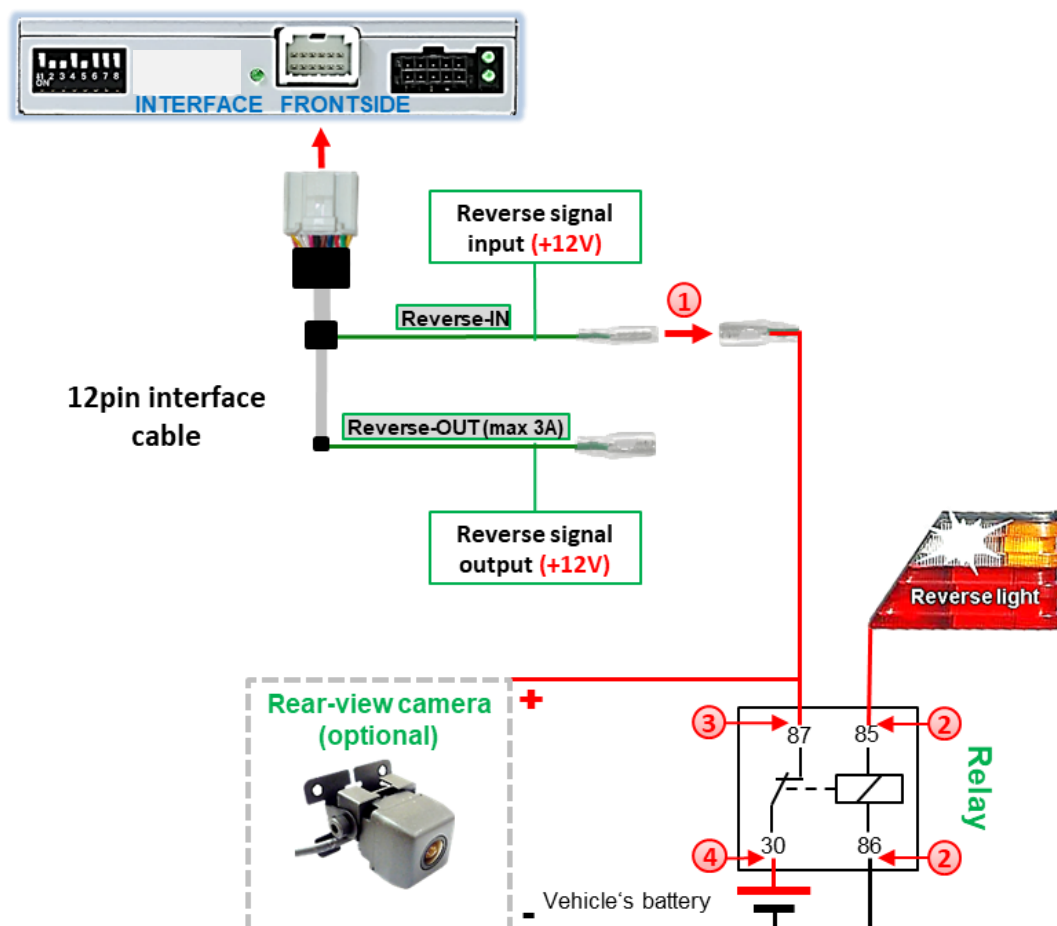 1 2 3 4 5 6 7 8
ON
INTERFACE FRONTSIDE
Reverse signal
input (+12V)
Reverse-IN
1
12pin interface
cable
Reverse-OUT (max 3A)
Reverse signal
output (+12V)
Reverse light
Rear-view camera
(optional)
+
3
87
85
2
Relay
4
30
86
2
- Vehicle‘s battery